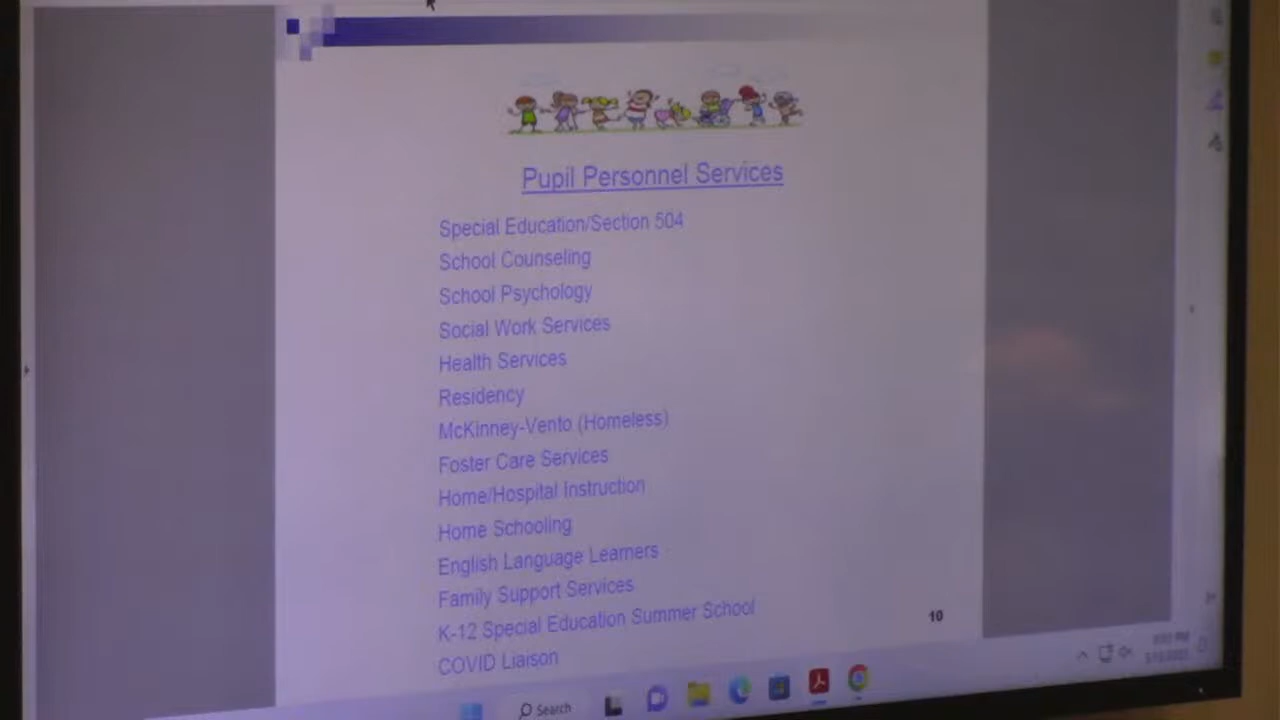 Pupil Personnel Services
Special Education/Section 504
School Counseling
School Psychology
Social Work Services
Health Services
Residency
McKinney-Vento (Homeless)
Foster Care Services
Home/Hospital Instruction
Home Schooling
English Language Learners
Family Support Services
K-12 Special Education Summer School
COVID Liaison
10
Search